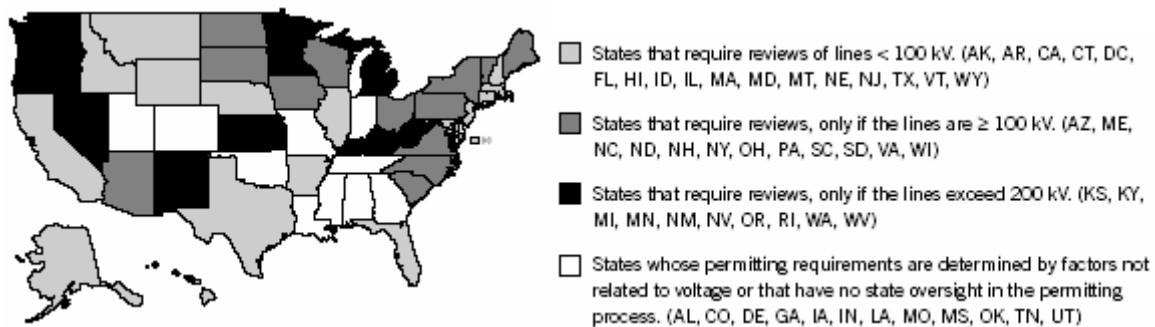 States that require reviews of lines < 100 kV. (AK, AR, CA, CT, DC,
FL, HI, ID, IL, MA, MD, MT, NE, NJ, TX, VT, WY)
States that require reviews, only if the lines are ≥ 100 kV. (AZ, ME,
NC, ND, NH, NY, OH, PA, SC, SD, VA, WI)
States that require reviews, only if the lines exceed 200 kV. (KS, KY,
MI, MN, NM, NV, OR, RI, WA, WV)
States whose permitting requirements are determined by factors not
related to voltage or that have no state oversight in the permitting
process. (AL, CO, DE, GA, IA, IN, LA, MO, MS, OK, TN, UT)